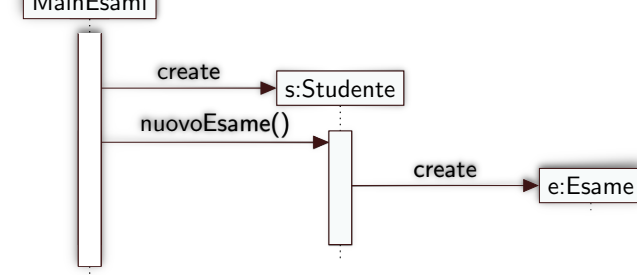 MainEsami
create
s:Studente
nuovoEsame()
create
e:Esame